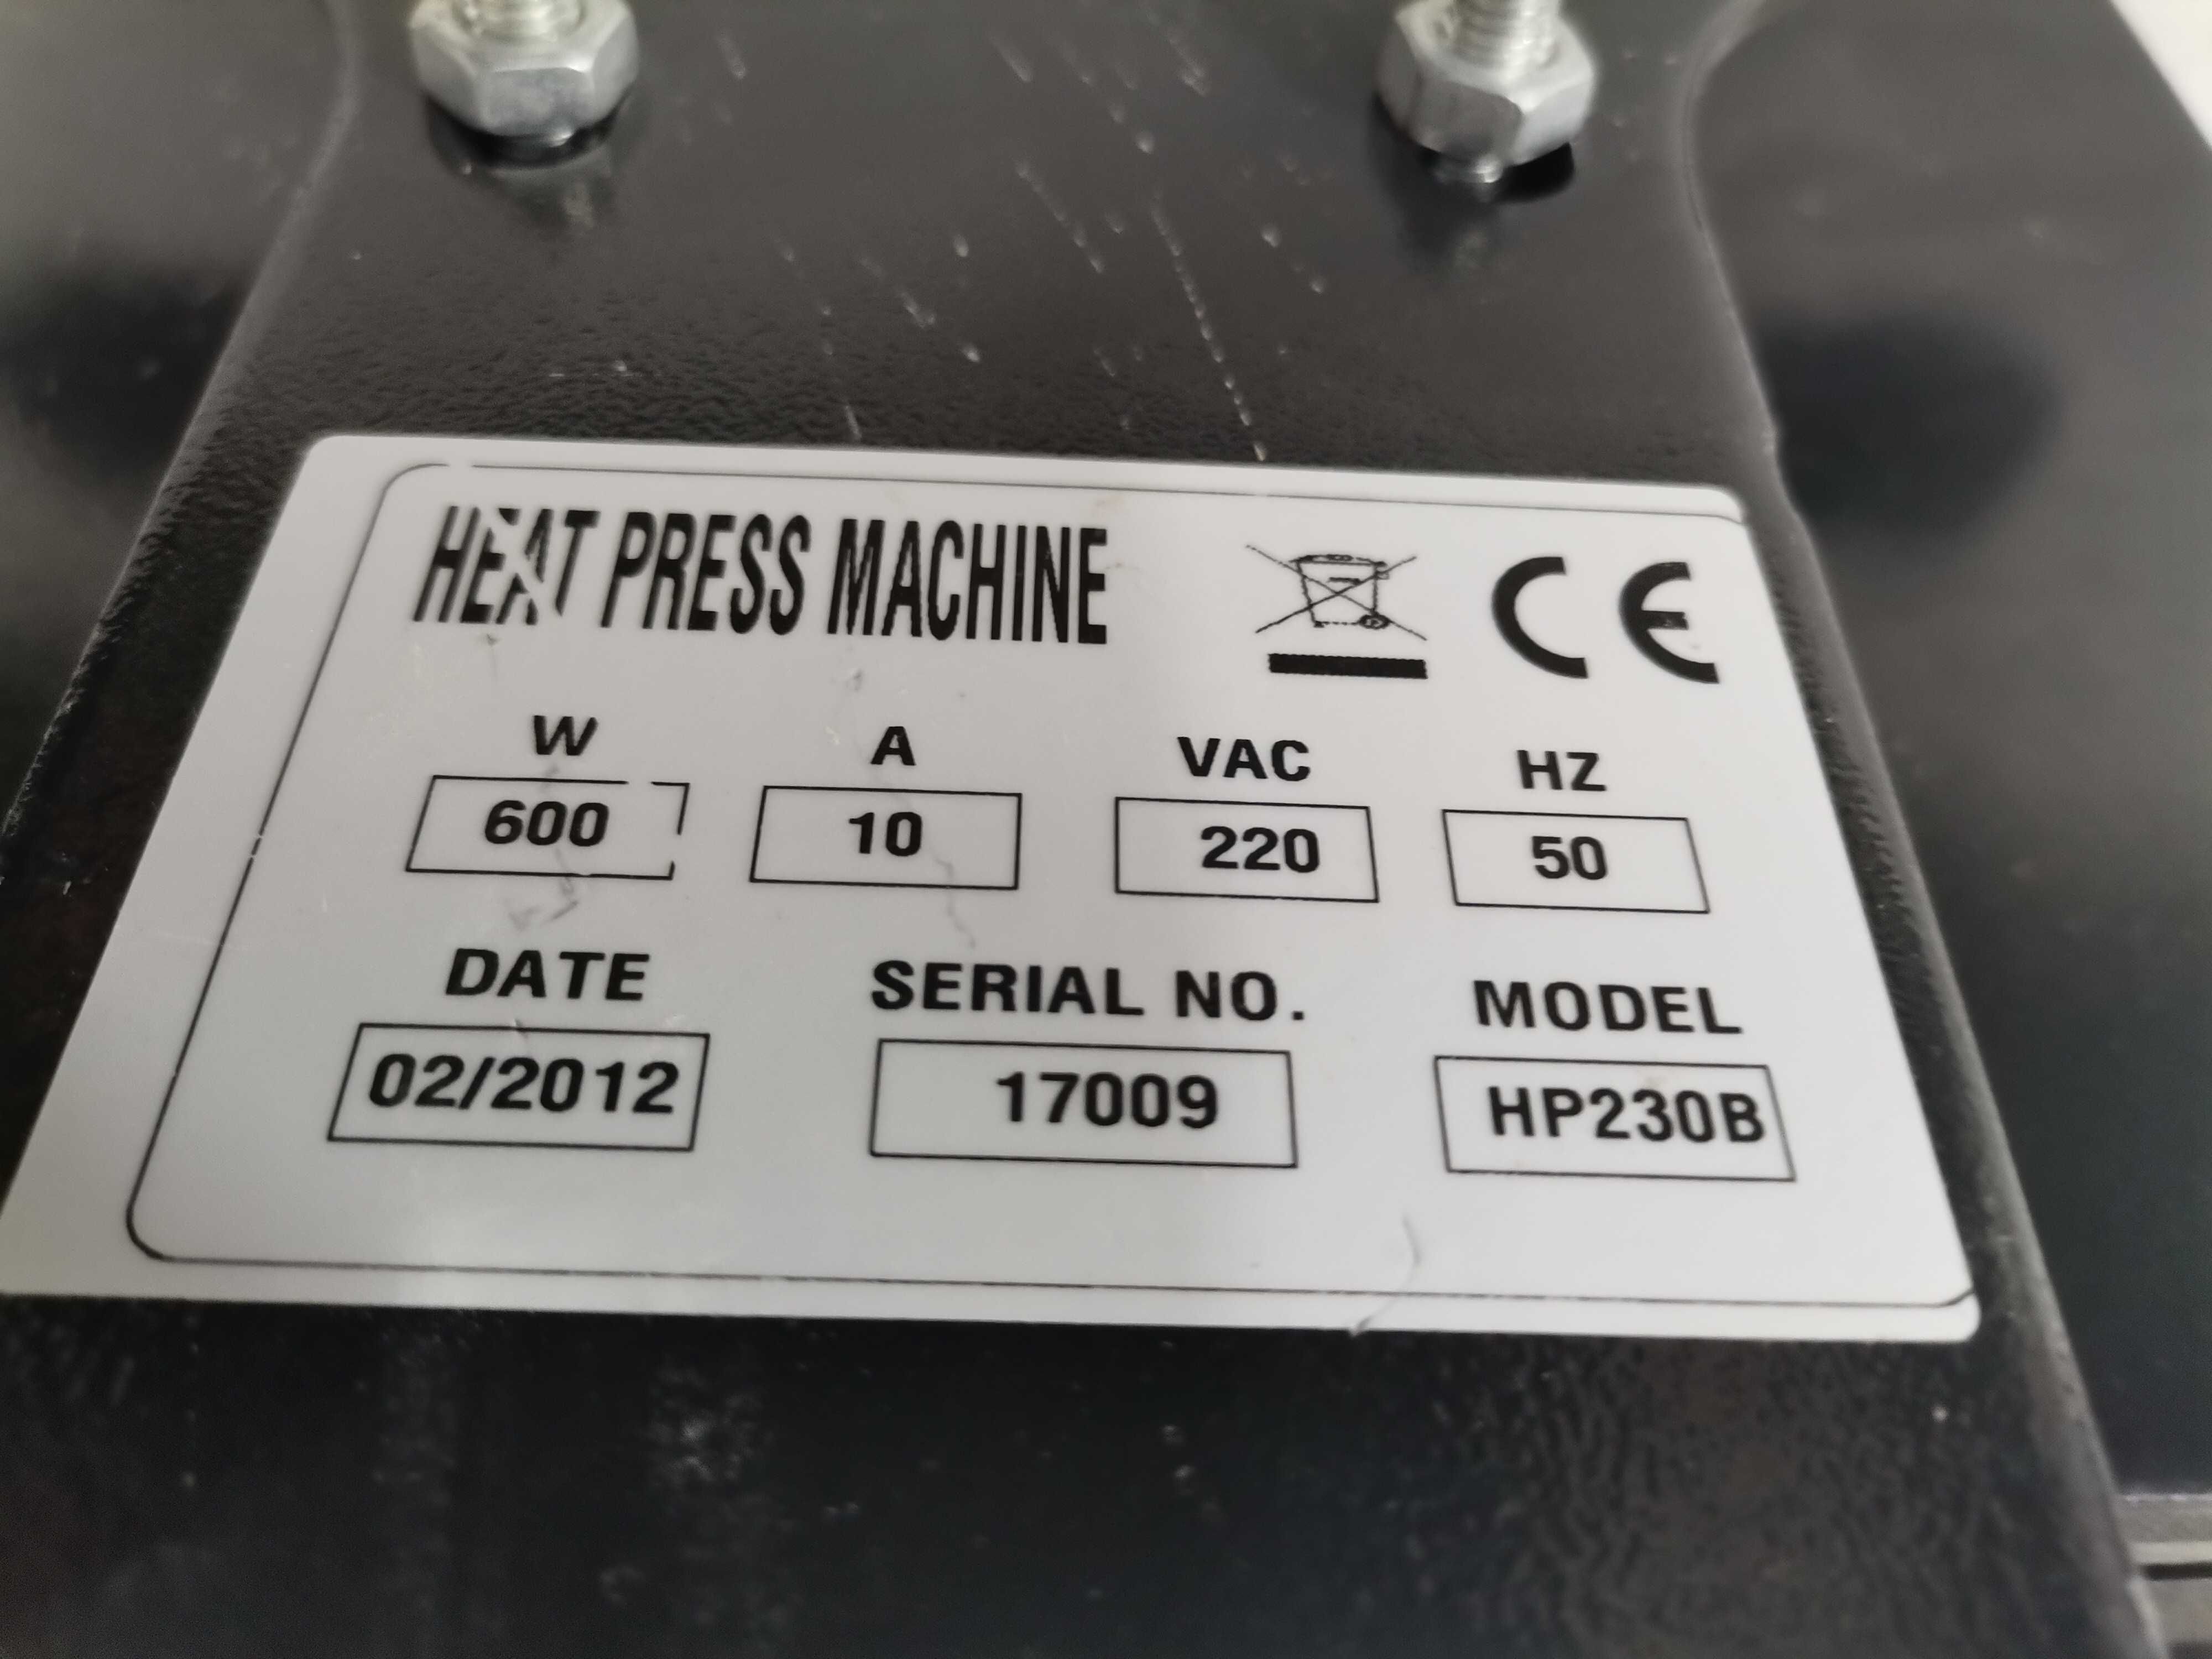 HEAT PRESS MACHINE CE
W A VAC HZ
600 10 220 50
DATE SERIAL NO. MODEL
02/2012 17009 HP230B